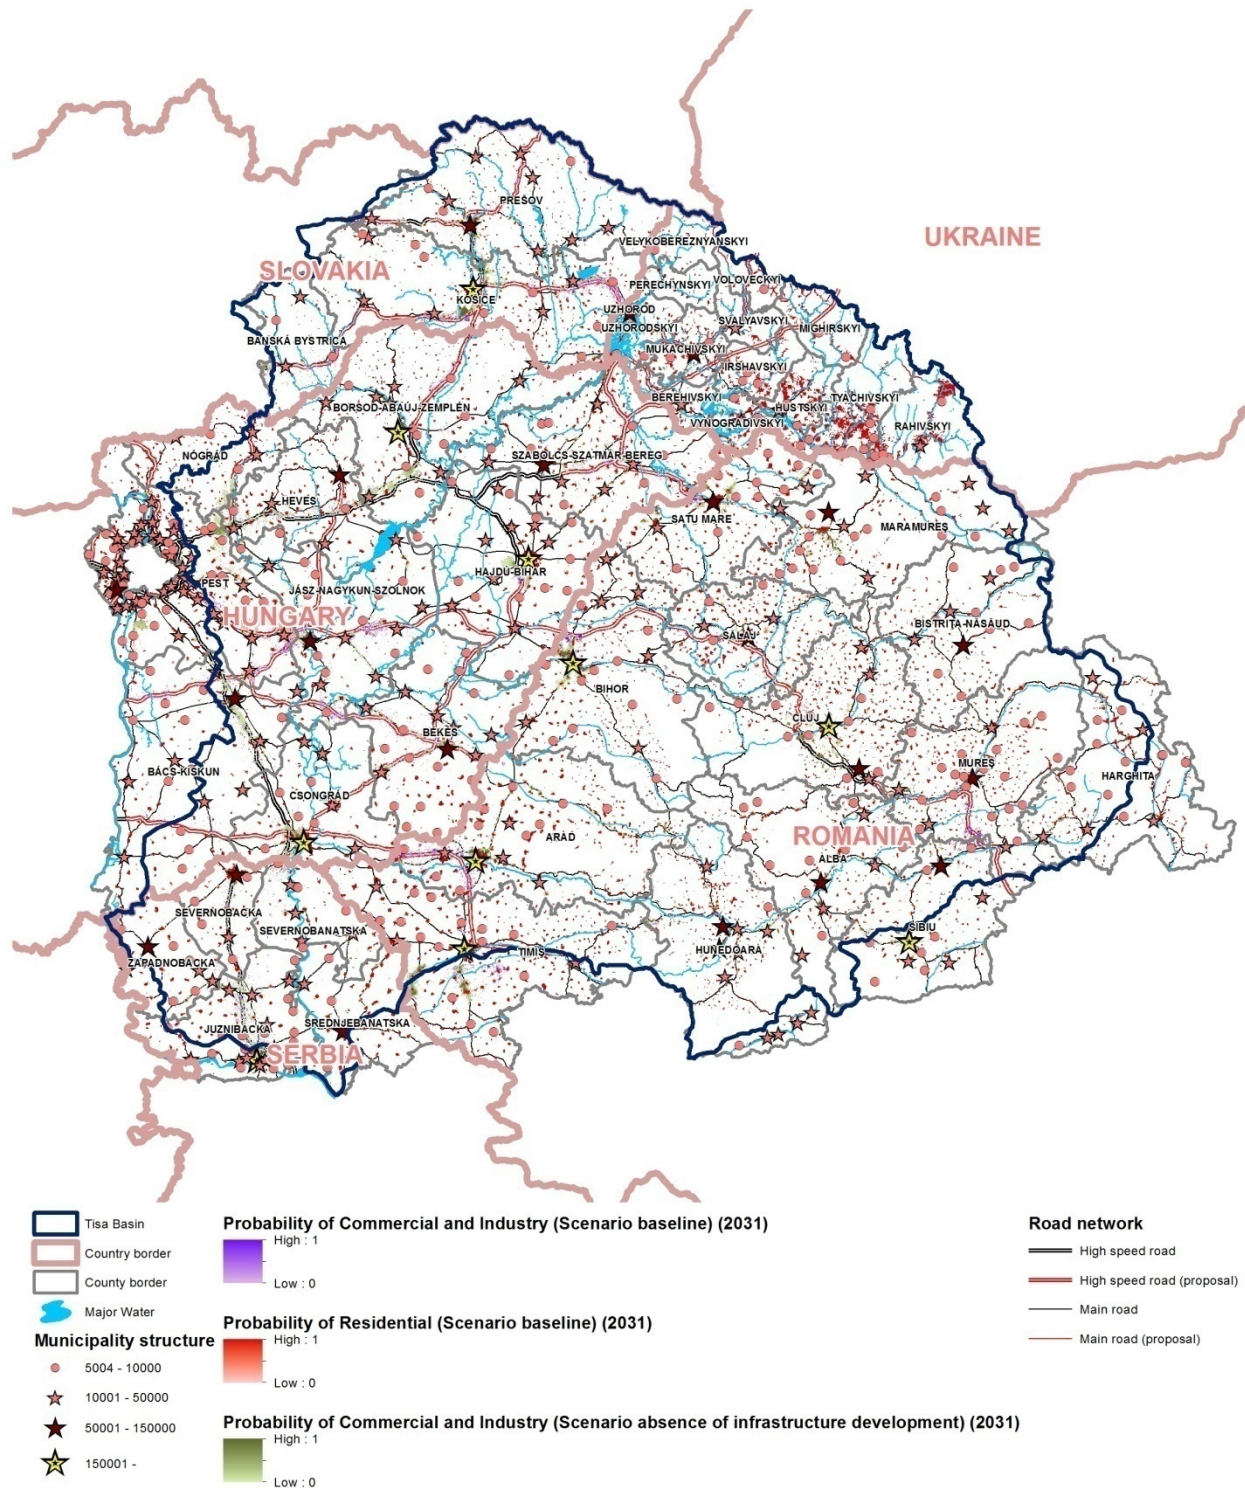 UKRAINE
PREŠOV
VELYKOBEREZNYANSKYI
SLOVAKIA
PERECHYNSKYI
VOLOVECKYI
KOŠICE
UZHOROD
UZHORODSKYI
SVALYAVSKYI
MIGHIRSKYI
BANSKÁ BYSTRICA
MUKACHIVSKYI
IRSHAVSKYI
BEREHIVSKYI
TYACHIVSKYI
HUSTSKYI
BORSOD-ABAÚJ-ZEMPLÉN
VYNOGRADIVSKYI
RAHIVSKYI
NÓGRÁD
SZABOLCS-SZATMÁR-BEREG
HEVES
SATU MARE
MARAMUREȘ
HAJDÚ-BIHAR
PEST
JÁSZ-NAGYKUN-SZOLNOK
HUNGARY
BISTRIȚA-NĂSĂUD
SĂLAJ
BIHOR
CLUJ
BÉKÉS
MUREȘ
BÁCS-KISKUN
HARGHITA
CSONGRÁD
ROMANIA
ARAD
ALBA
SEVERNOBAČKA
SEVERNOBANATSKA
SIBIU
HUNEDOARA
TIMIȘ
ZAPADNOBAČKA
JUZNIBAČKA
SREDNJEBANATSKA
SERBIA
Tisa Basin
Country border
County border
Major Water
Municipality structure
5004 - 10000
10001 - 50000
50001 - 150000
150001 -
Probability of Commercial and Industry (Scenario baseline) (2031)
High : 1
Low : 0
Probability of Residential (Scenario baseline) (2031)
High : 1
Low : 0
Probability of Commercial and Industry (Scenario absence of infrastructure development) (2031)
High : 1
Low : 0
Road network
High speed road
High speed road (proposal)
Main road
Main road (proposal)